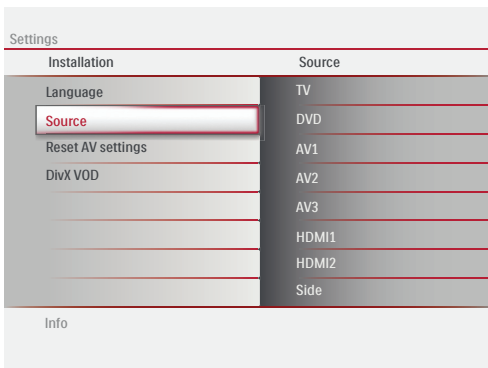 Settings
Installation Source
Language TV
Source DVD
Reset AV settings AV1
DivX VOD AV2
AV3
HDMI1
HDMI2
Side
Info